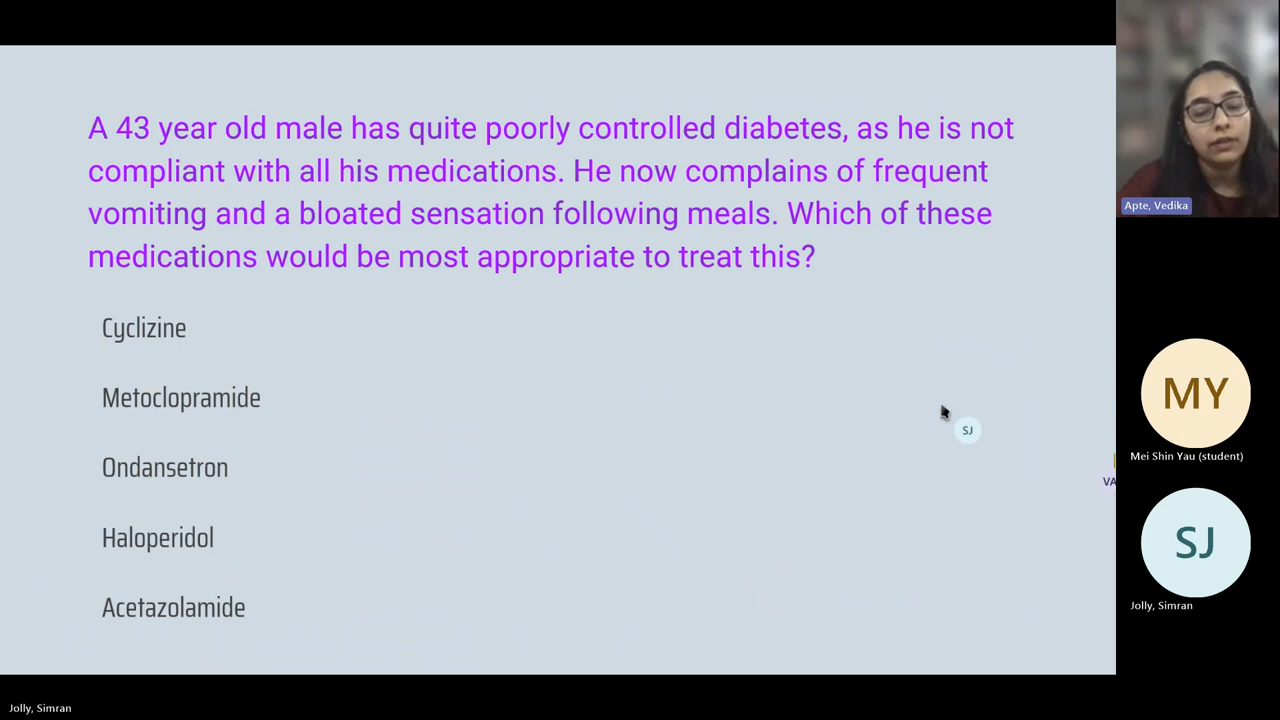 A 43 year old male has quite poorly controlled diabetes, as he is not
compliant with all his medications. He now complains of frequent
vomiting and a bloated sensation following meals. Which of these
medications would be most appropriate to treat this?
Cyclizine
Metoclopramide
Ondansetron
Haloperidol
Acetazolamide
SJ
VA
Apte, Vedika
MY
Mei Shin Yau (student)
SJ
Jolly, Simran
Jolly, Simran